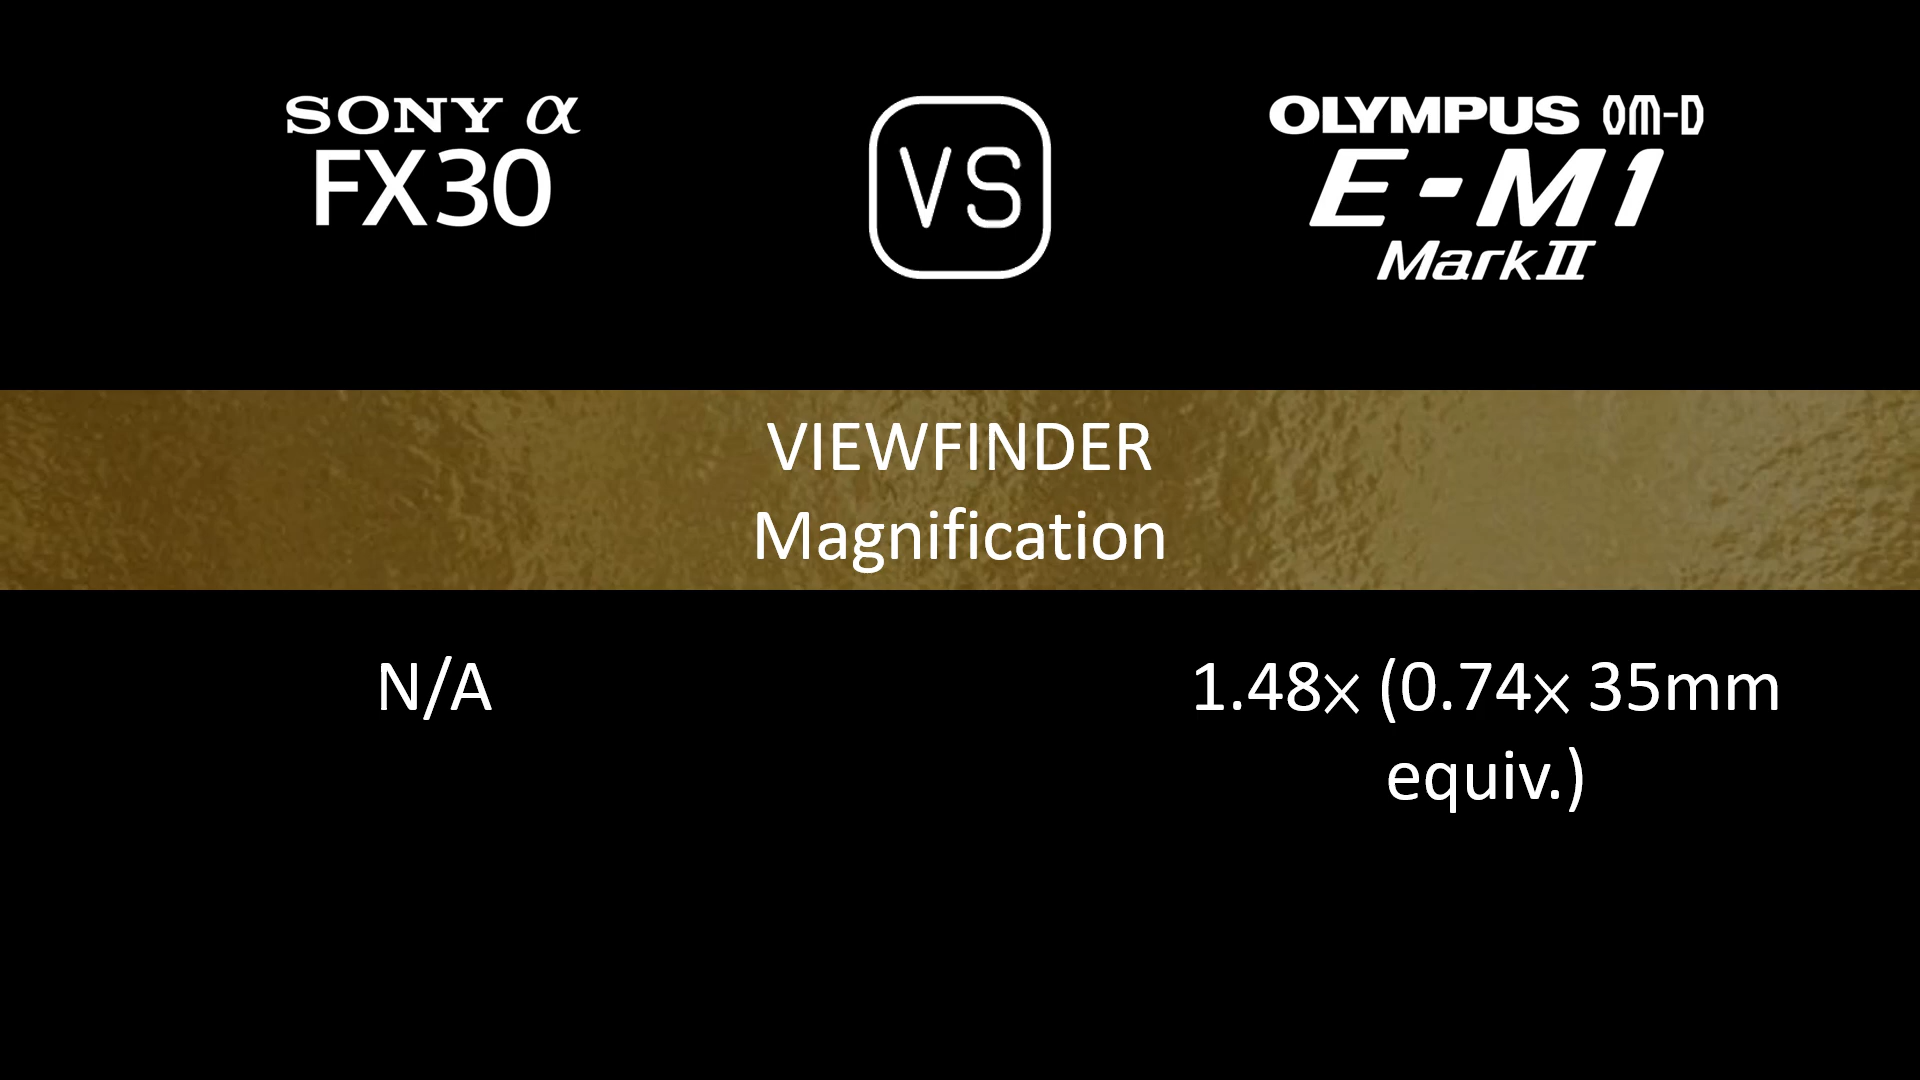 SONY α
FX30
VS
OLYMPUS OM-D
E-M1
Mark II
VIEWFINDER
Magnification
N/A
1.48x (0.74x 35mm
equiv.)